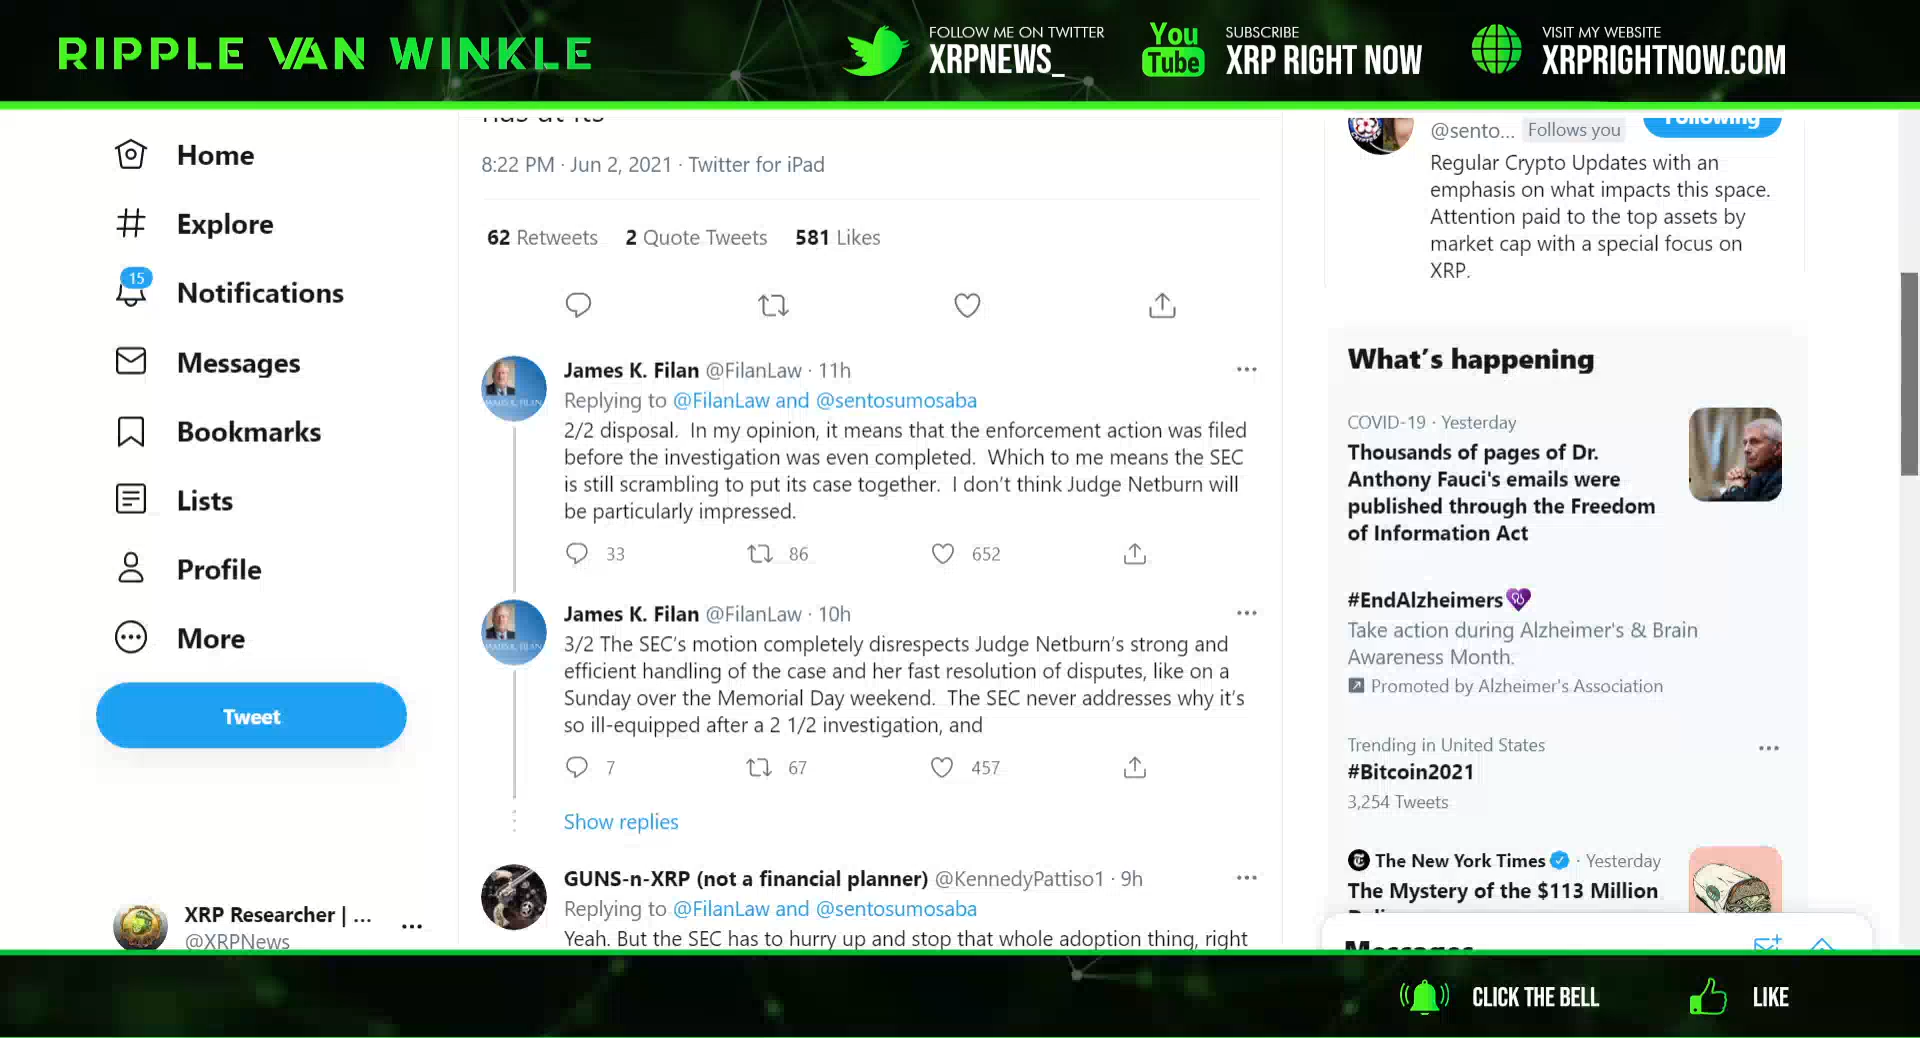 RIPPLE VAN WINKLE
FOLLOW ME ON TWITTER
XRPNEWS_
You
Tube
SUBSCRIBE
XRP RIGHT NOW
VISIT MY WEBSITE
XRPRIGHTNOW.COM
Home
Explore
15
Notifications
Messages
Bookmarks
Lists
Profile
More
Tweet
XRP Researcher | ...
@XRPNews
8:22 PM · Jun 2, 2021 · Twitter for iPad
62 Retweets 2 Quote Tweets 581 Likes
James K. Filan @FilanLaw · 11h
Replying to @FilanLaw and @sentosumosaba
2/2 disposal. In my opinion, it means that the enforcement action was filed
before the investigation was even completed. Which to me means the SEC
is still scrambling to put its case together. I don't think Judge Netburn will
be particularly impressed.
33 86 652
James K. Filan @FilanLaw · 10h
3/2 The SEC's motion completely disrespects Judge Netburn's strong and
efficient handling of the case and her fast resolution of disputes, like on a
Sunday over the Memorial Day weekend. The SEC never addresses why it's
so ill-equipped after a 2 1/2 investigation, and
7 67 457
Show replies
GUNS-n-XRP (not a financial planner) @KennedyPattiso1 · 9h
Replying to @FilanLaw and @sentosumosaba
Yeah. But the SEC has to hurry up and stop that whole adoption thing, right
Following
@sento... Follows you
Regular Crypto Updates with an
emphasis on what impacts this space.
Attention paid to the top assets by
market cap with a special focus on
XRP.
What's happening
COVID-19 · Yesterday
Thousands of pages of Dr.
Anthony Fauci's emails were
published through the Freedom
of Information Act
#EndAlzheimers
Take action during Alzheimer's & Brain
Awareness Month.
Promoted by Alzheimer's Association
Trending in United States
#Bitcoin2021
3,254 Tweets
The New York Times · Yesterday
The Mystery of the $113 Million
Messages
CLICK THE BELL
LIKE